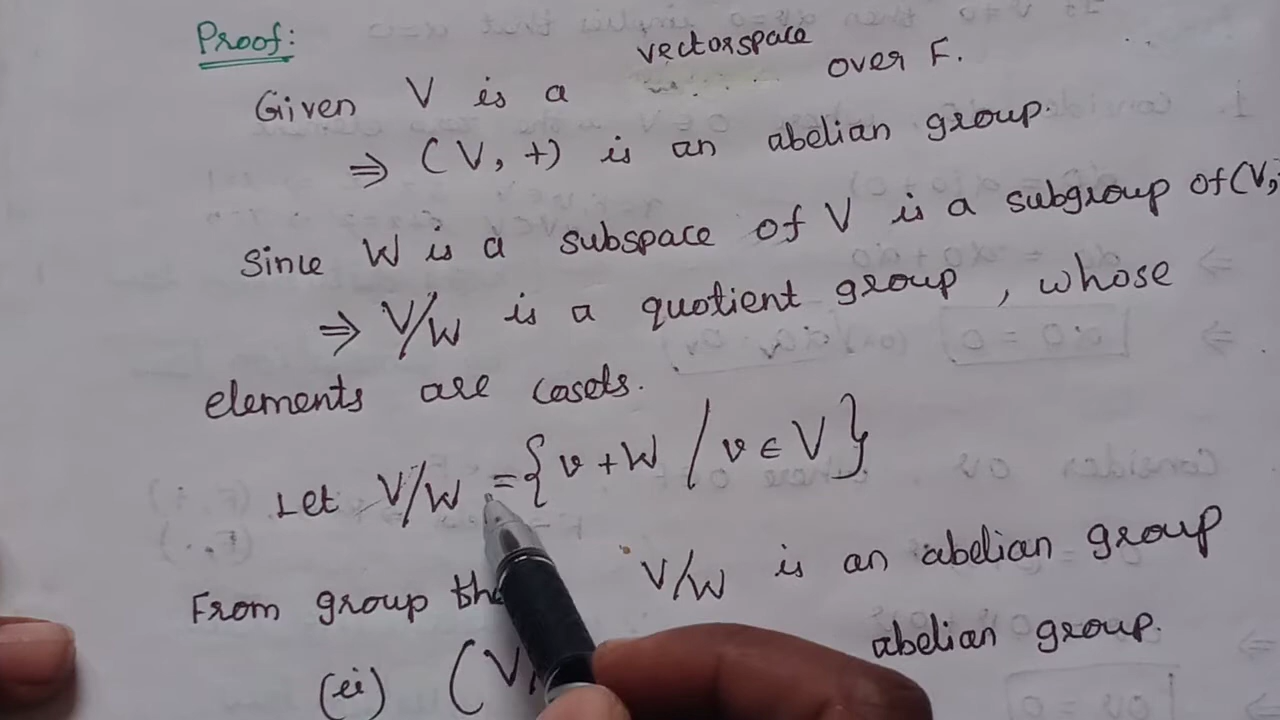 Proof:
Given V is a vectorspace over F.
⇒ (V, +) is an abelian group.
Since W is a subspace of V is a subgroup of (V,
⇒ V/W is a quotient group, whose
elements are cosets.
Let V/W = {v+W / v ∈ V}
From group the V/W is an abelian group
(ii) (V, abelian group.